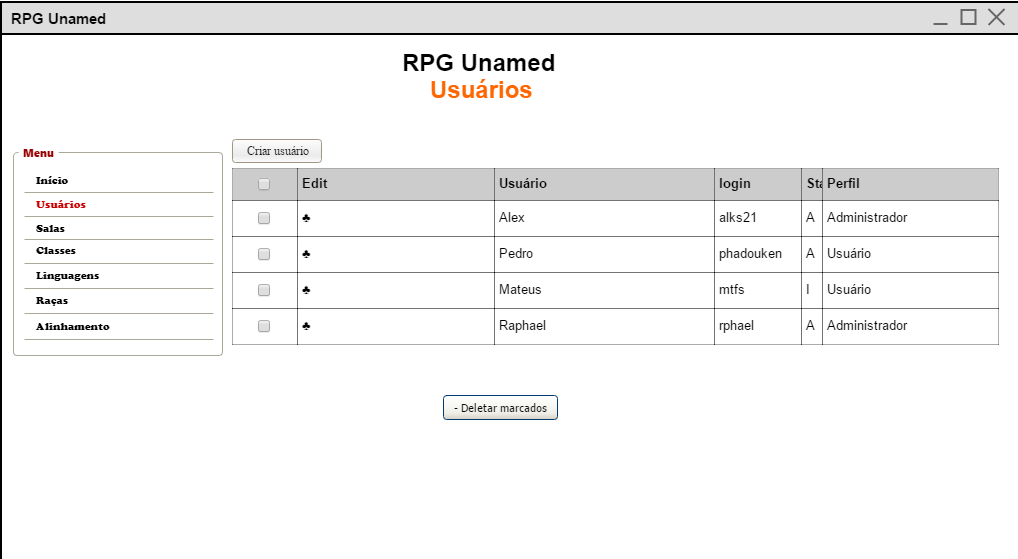 RPG Unamed
RPG Unamed
Usuários
Menu
Início
Usuários
Salas
Classes
Linguagens
Raças
Alinhamento
Criar usuário
Edit Usuário login Sta Perfil
♣ Alex alks21 A Administrador
♣ Pedro phadouken A Usuário
♣ Mateus mtfs I Usuário
♣ Raphael rphael A Administrador
- Deletar marcados